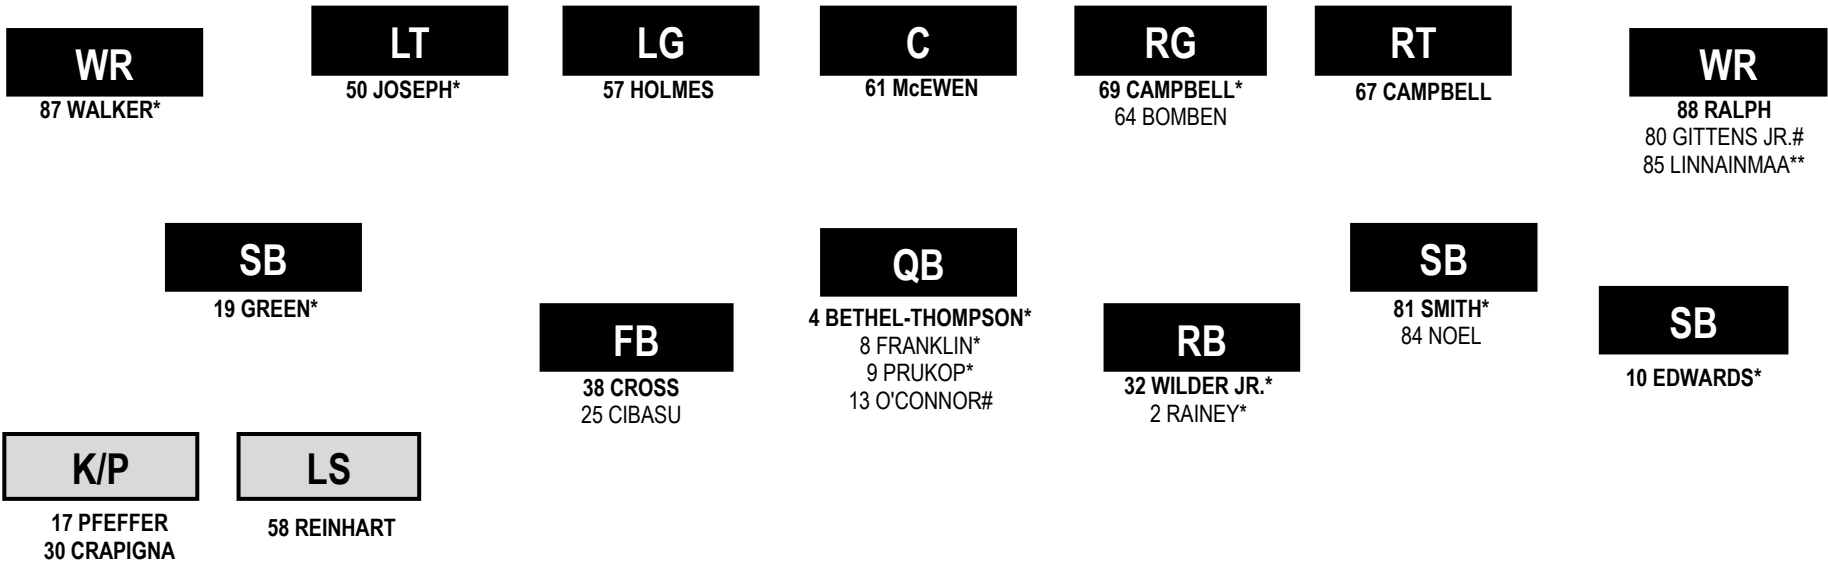 WR
87 WALKER*
LT
50 JOSEPH*
LG
57 HOLMES
C
61 McEWEN
RG
69 CAMPBELL*
64 BOMBEN
RT
67 CAMPBELL
WR
88 RALPH
80 GITTENS JR.#
85 LINNAINMAA**
SB
19 GREEN*
FB
38 CROSS
25 CIBASU
QB
4 BETHEL-THOMPSON*
8 FRANKLIN*
9 PRUKOP*
13 O'CONNOR#
RB
32 WILDER JR.*
2 RAINEY*
SB
81 SMITH*
84 NOEL
SB
10 EDWARDS*
K/P
17 PFEFFER
30 CRAPIGNA
LS
58 REINHART